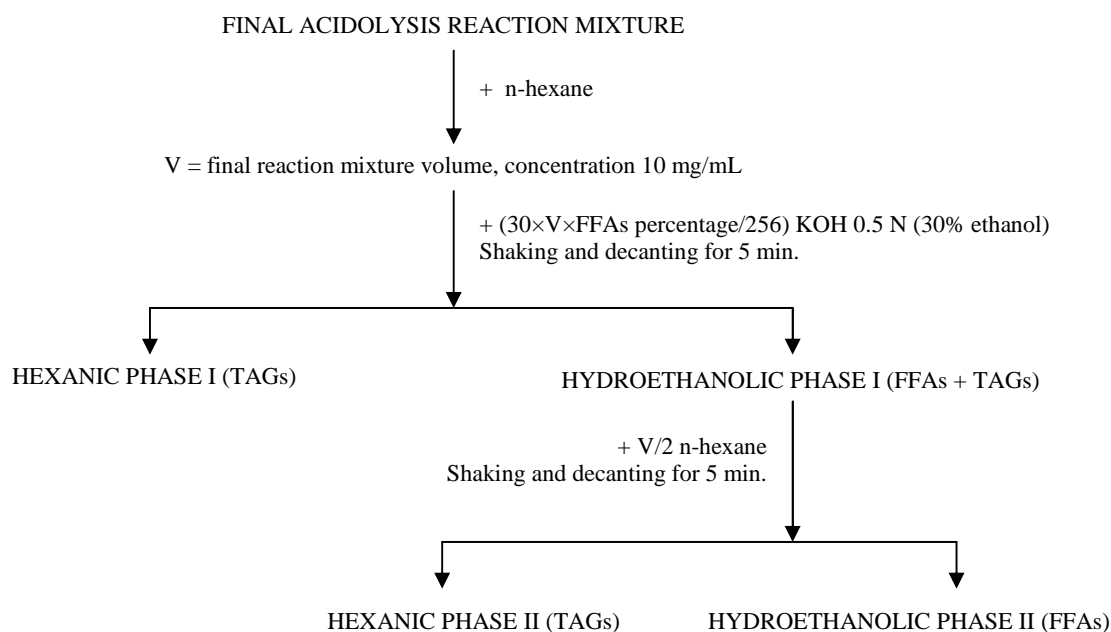 FINAL ACIDOLYSIS REACTION MIXTURE
+ n-hexane
V = final reaction mixture volume, concentration 10 mg/mL
+ (30×V×FFAs percentage/256) KOH 0.5 N (30% ethanol)
Shaking and decanting for 5 min.
HEXANIC PHASE I (TAGs)
HYDROETHANOLIC PHASE I (FFAs + TAGs)
+ V/2 n-hexane
Shaking and decanting for 5 min.
HEXANIC PHASE II (TAGs)
HYDROETHANOLIC PHASE II (FFAs)